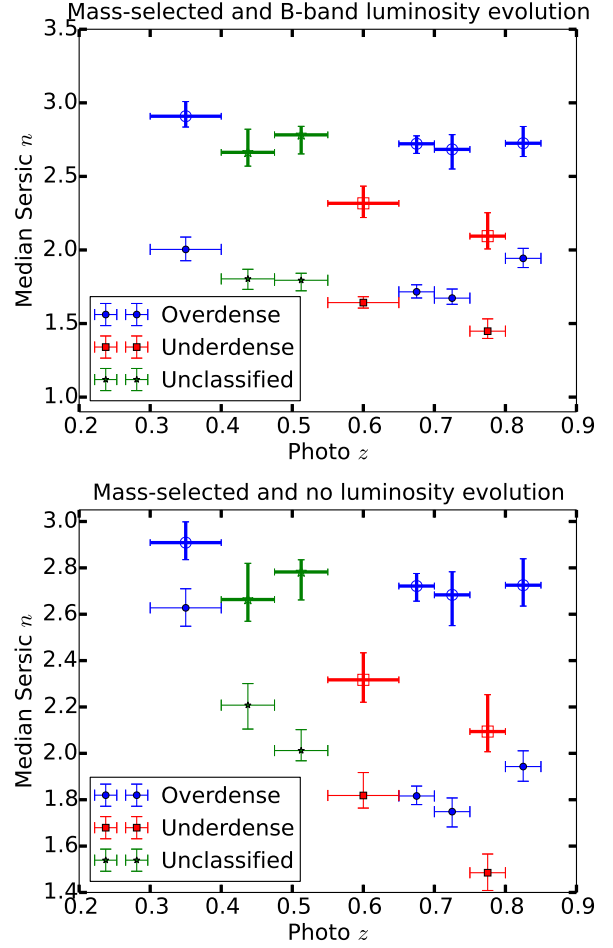 Mass-selected and B-band luminosity evolution
3.5
3.0
2.5
2.0
1.5
1.0
Median Sersic n
Overdense
Underdense
Unclassified
0.2 0.3 0.4 0.5 0.6 0.7 0.8 0.9
Photo z
Mass-selected and no luminosity evolution
3.0
2.8
2.6
2.4
2.2
2.0
1.8
1.6
1.4
Median Sersic n
Overdense
Underdense
Unclassified
0.2 0.3 0.4 0.5 0.6 0.7 0.8 0.9
Photo z